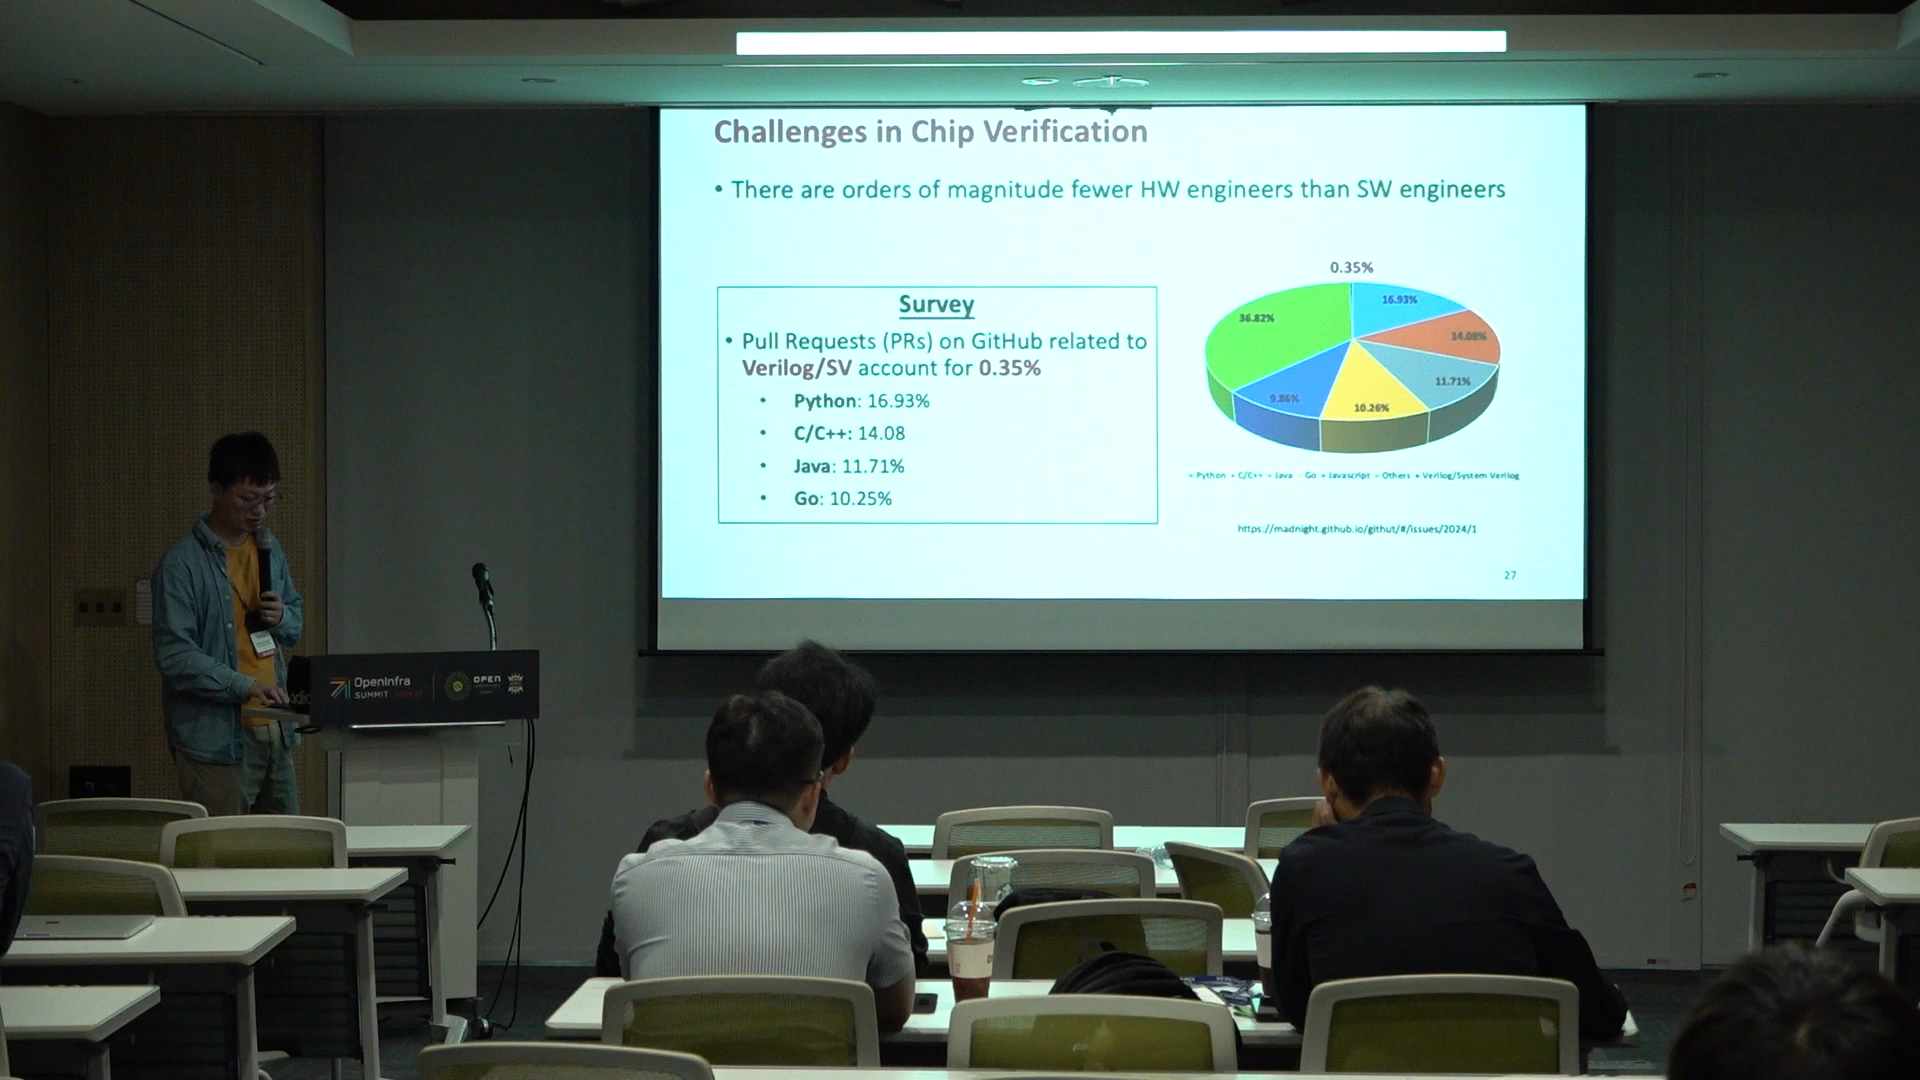 Challenges in Chip Verification
• There are orders of magnitude fewer HW engineers than SW engineers
Survey
• Pull Requests (PRs) on GitHub related to
Verilog/SV account for 0.35%
• Python: 16.93%
• C/C++: 14.08
• Java: 11.71%
• Go: 10.25%
0.35%
16.93%
36.82%
14.08%
11.71%
9.86%
10.26%
Python C/C++ Java Go Javascript Others Verilog/System Verilog
https://madnight.github.io/githut/#/issues/2024/1
27
OpenInfra
SUMMIT
OPEN